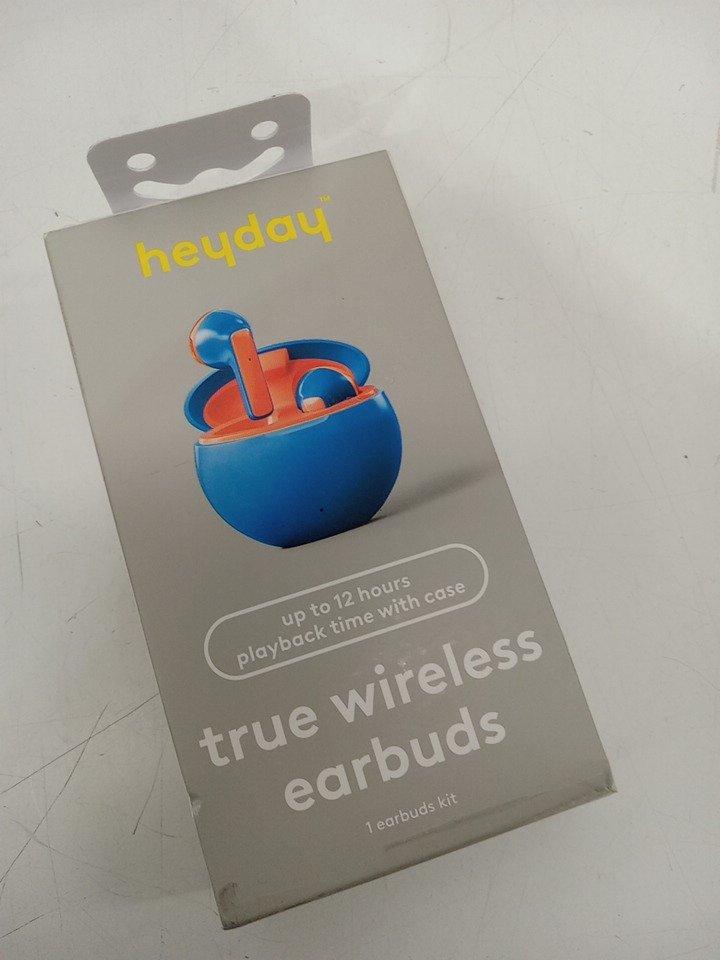 heyday™
up to 12 hours
playback time with case
true wireless
earbuds
1 earbuds kit